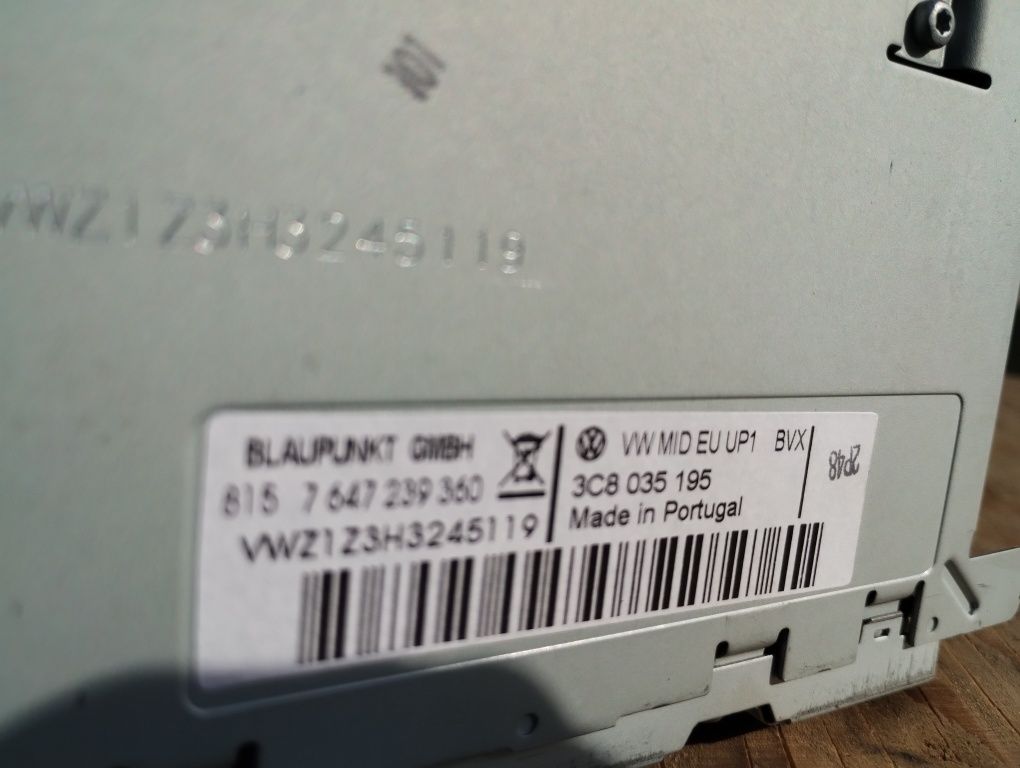 VWZ1Z3H3245119
BLAUPUNKT GMBH
815 7 647 239 360
VWZ1Z3H3245119
VW MID EU UP1 BVX
3C8 035 195
Made in Portugal
2P48